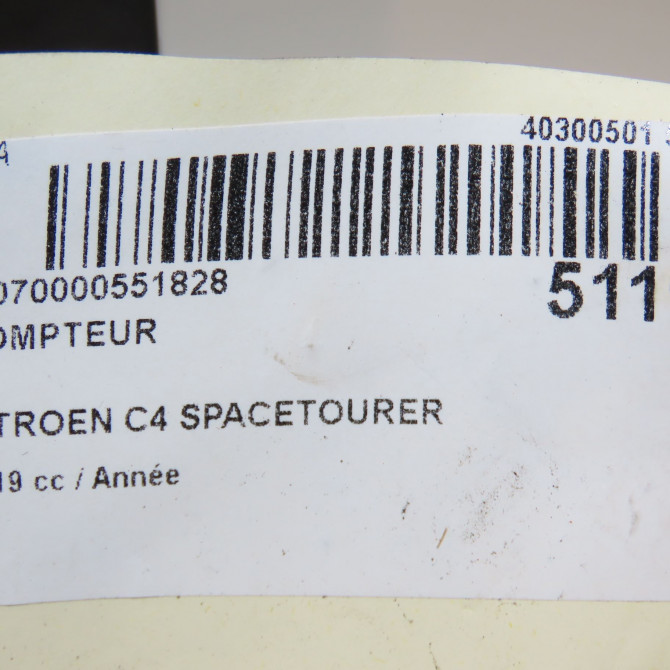 40300501
070000551828
511
OMPTEUR
TROEN C4 SPACETOURER
19 cc / Année